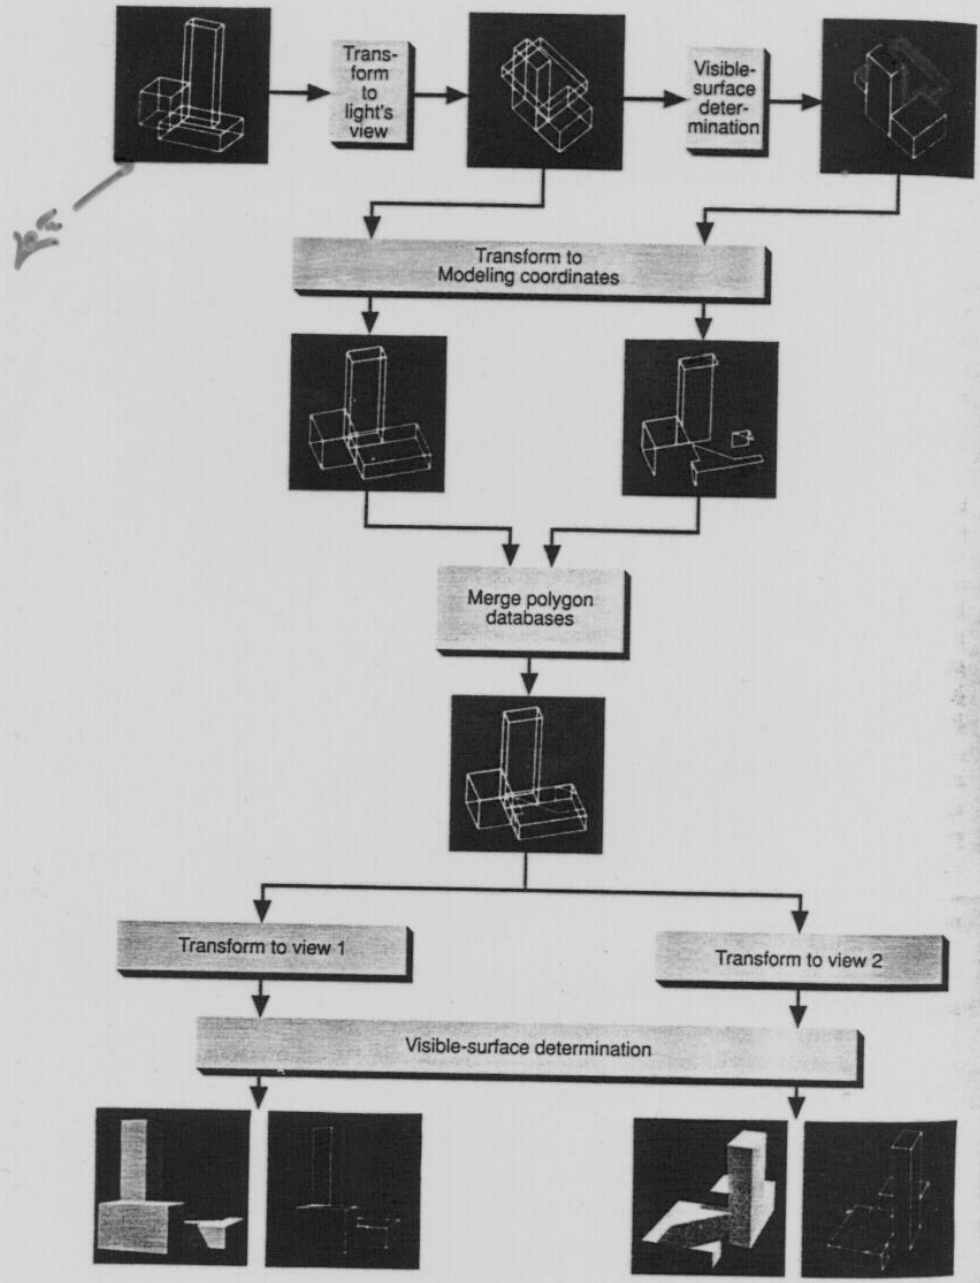 Trans-
form
to
light's
view
Visible-
surface
deter-
mination
Transform to
Modeling coordinates
Merge polygon
databases
Transform to view 1
Transform to view 2
Visible-surface determination